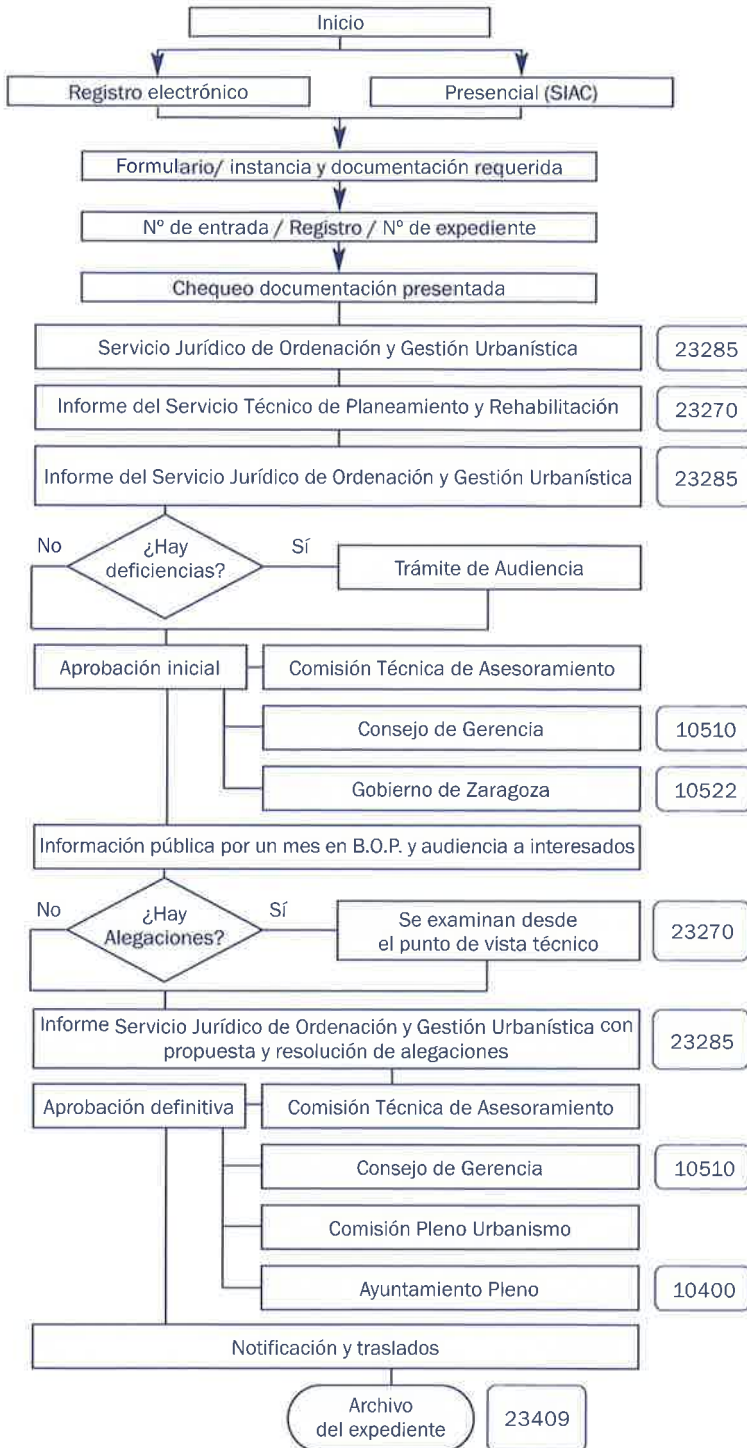 Inicio
Registro electrónico
Presencial (SIAC)
Formulario/ instancia y documentación requerida
Nº de entrada / Registro / Nº de expediente
Chequeo documentación presentada
Servicio Jurídico de Ordenación y Gestión Urbanística
23285
Informe del Servicio Técnico de Planeamiento y Rehabilitación
23270
Informe del Servicio Jurídico de Ordenación y Gestión Urbanística
23285
No
¿Hay
deficiencias?
Sí
Trámite de Audiencia
Aprobación inicial
Comisión Técnica de Asesoramiento
Consejo de Gerencia
10510
Gobierno de Zaragoza
10522
Información pública por un mes en B.O.P. y audiencia a interesados
No
¿Hay
Alegaciones?
Sí
Se examinan desde
el punto de vista técnico
23270
Informe Servicio Jurídico de Ordenación y Gestión Urbanística con
propuesta y resolución de alegaciones
23285
Aprobación definitiva
Comisión Técnica de Asesoramiento
Consejo de Gerencia
10510
Comisión Pleno Urbanismo
Ayuntamiento Pleno
10400
Notificación y traslados
Archivo
del expediente
23409